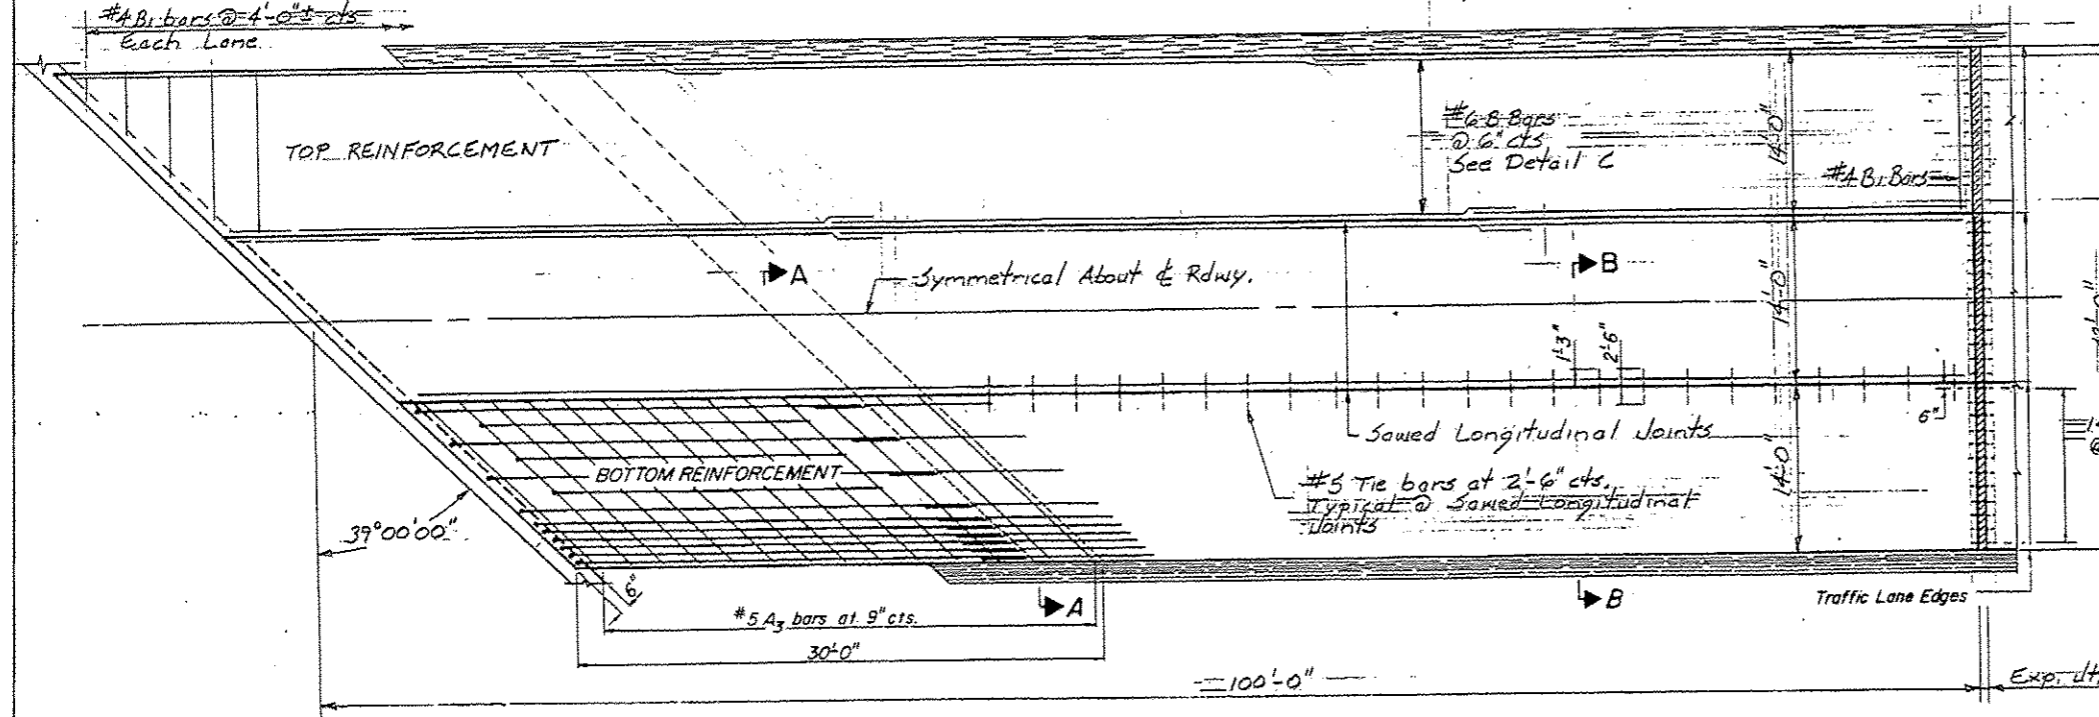 #4 B1 bars @ 4'-0"± cts
Each Lane
TOP REINFORCEMENT
#6 B Bars
@ 6" cts
See Detail C
14'-0"
#4 B1 Bars
A
Symmetrical About ℄ Rdwy.
B
14'-0"
1'-3"
2'-6"
6"
Sawed Longitudinal Joints
BOTTOM REINFORCEMENT
#5 Tie bars at 2'-6" cts.
Typical @ Sawed Longitudinal
Joints
14'-0"
39°00'00"
6"
A
B
Traffic Lane Edges
#5 A3 bars at 9" cts.
30'-0"
100'-0"
Exp. Jt.